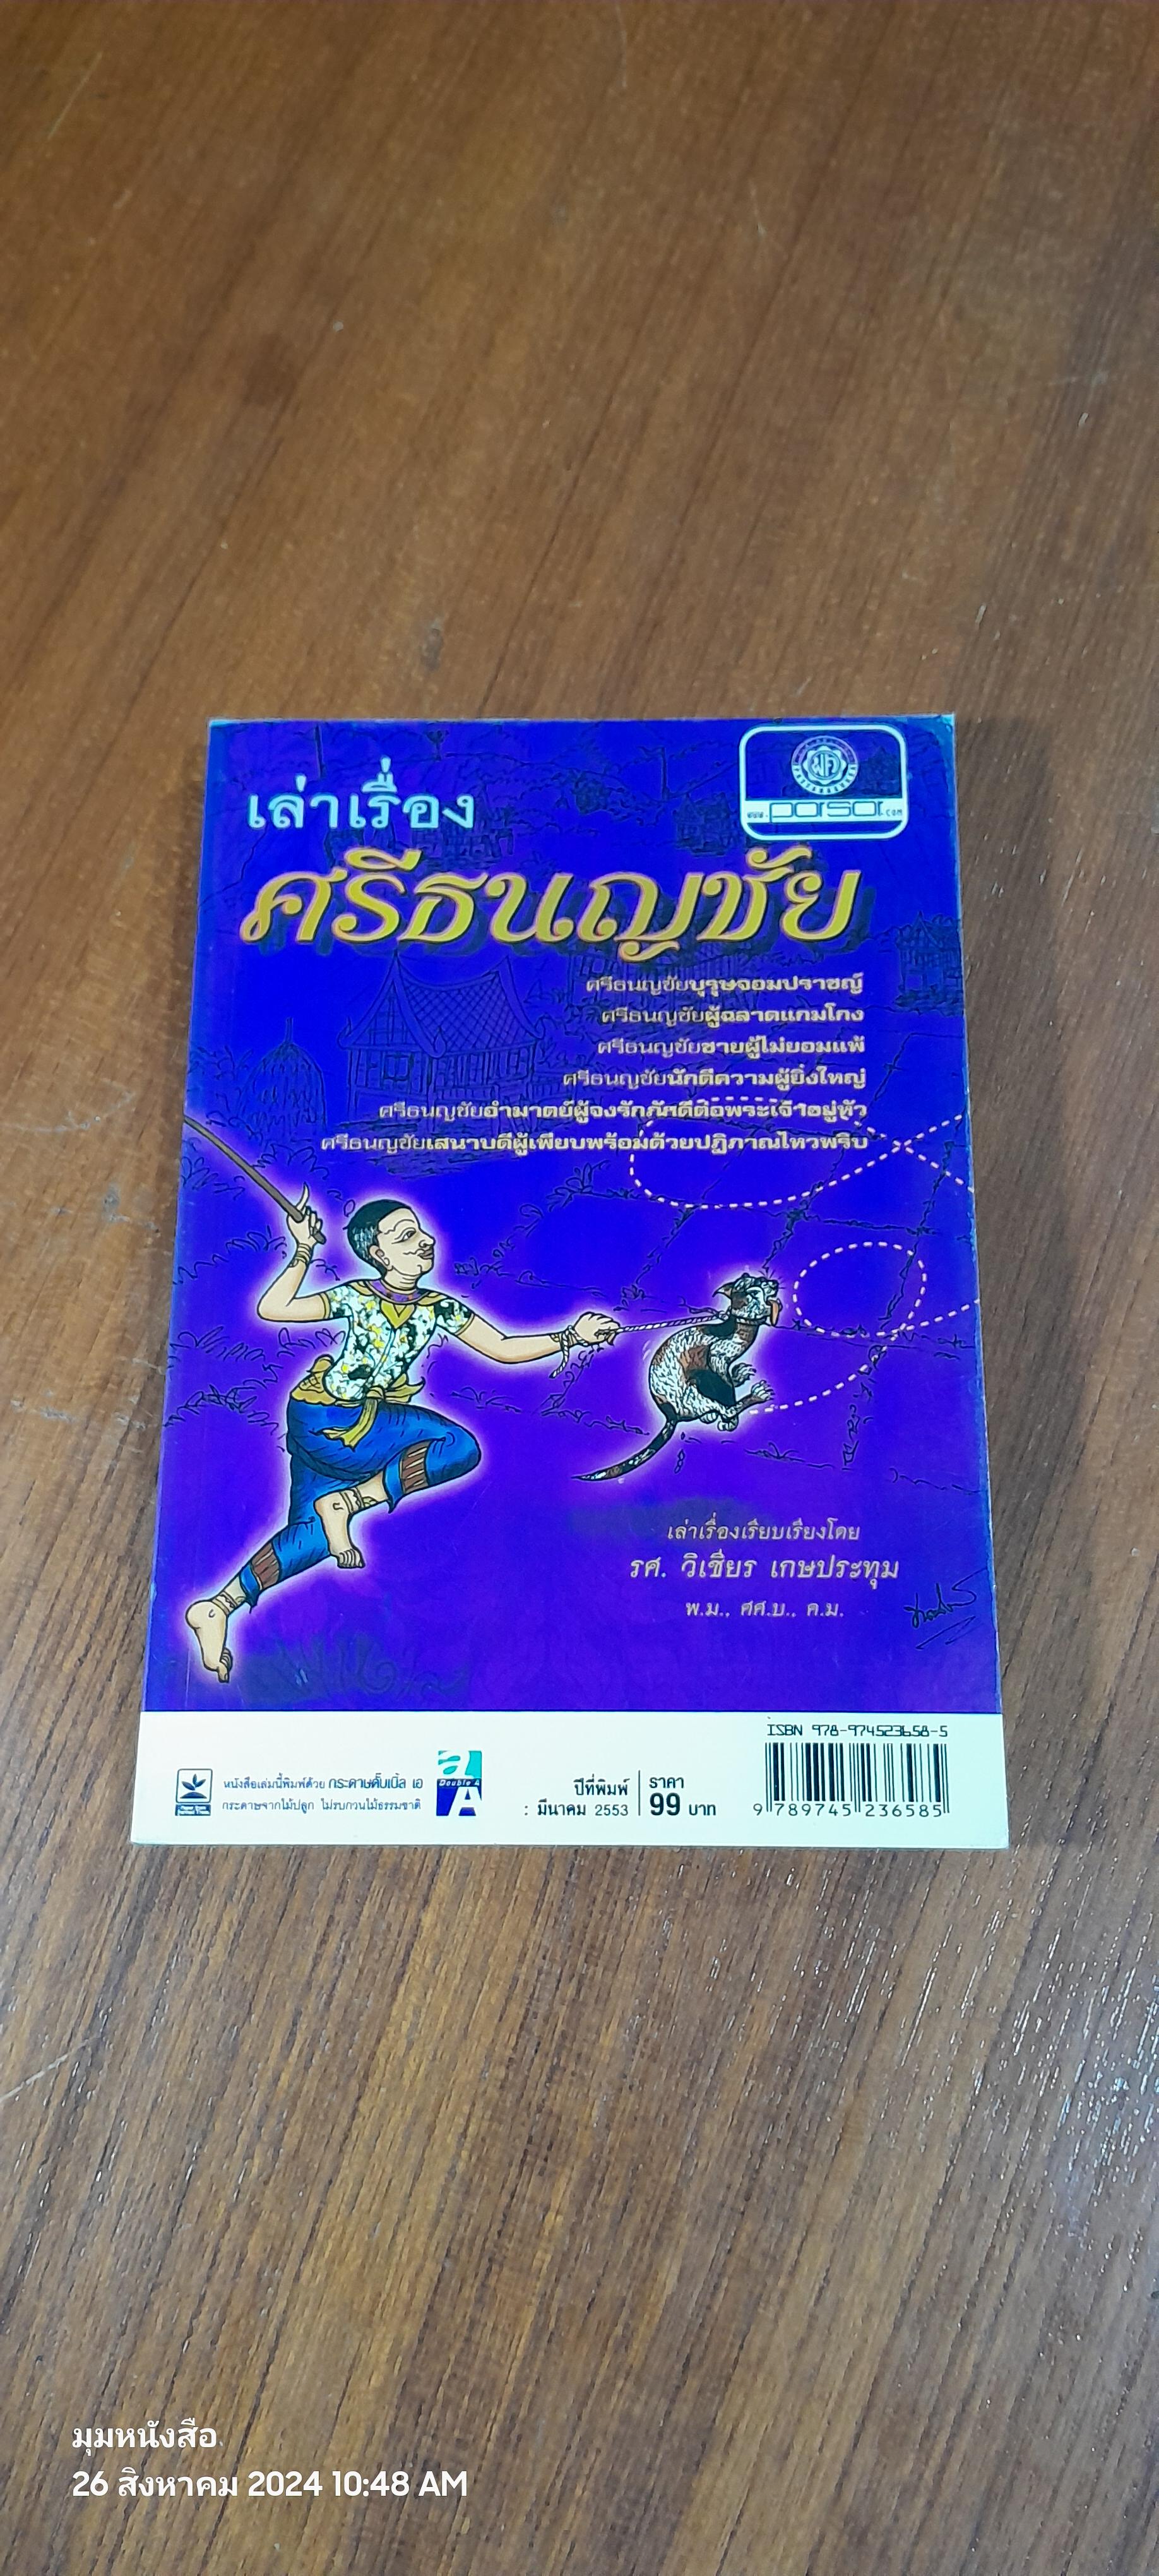 www.porsor.com
เล่าเรื่อง
ศรีธนญชัย
ศรีธนญชัยบุรุษจอมปราชญ์
ศรีธนญชัยผู้ฉลาดแกมโกง
ศรีธนญชัยชายผู้ไม่ยอมแพ้
ศรีธนญชัยนักตีความผู้ยิ่งใหญ่
ศรีธนญชัยอำมาตย์ผู้จงรักภักดีต่อพระเจ้าอยู่หัว
ศรีธนญชัยเสนาบดีผู้เพียบพร้อมด้วยปฏิภาณไหวพริบ
เล่าเรื่องเรียบเรียงโดย
รศ. วิเชียร เกษประทุม
พ.ม., ศศ.บ., ค.ม.
ISBN 978-974523658-5
หนังสือเล่มนี้พิมพ์ด้วย กระดาษดั๊บเบิ้ล เอ
กระดาษจากไม้ปลูก ไม่รบกวนไม้ธรรมชาติ
Double A
ปีที่พิมพ์
: มีนาคม 2553
ราคา
99 บาท
9 789745 236585
มุมหนังสือ
26 สิงหาคม 2024 10:48 AM